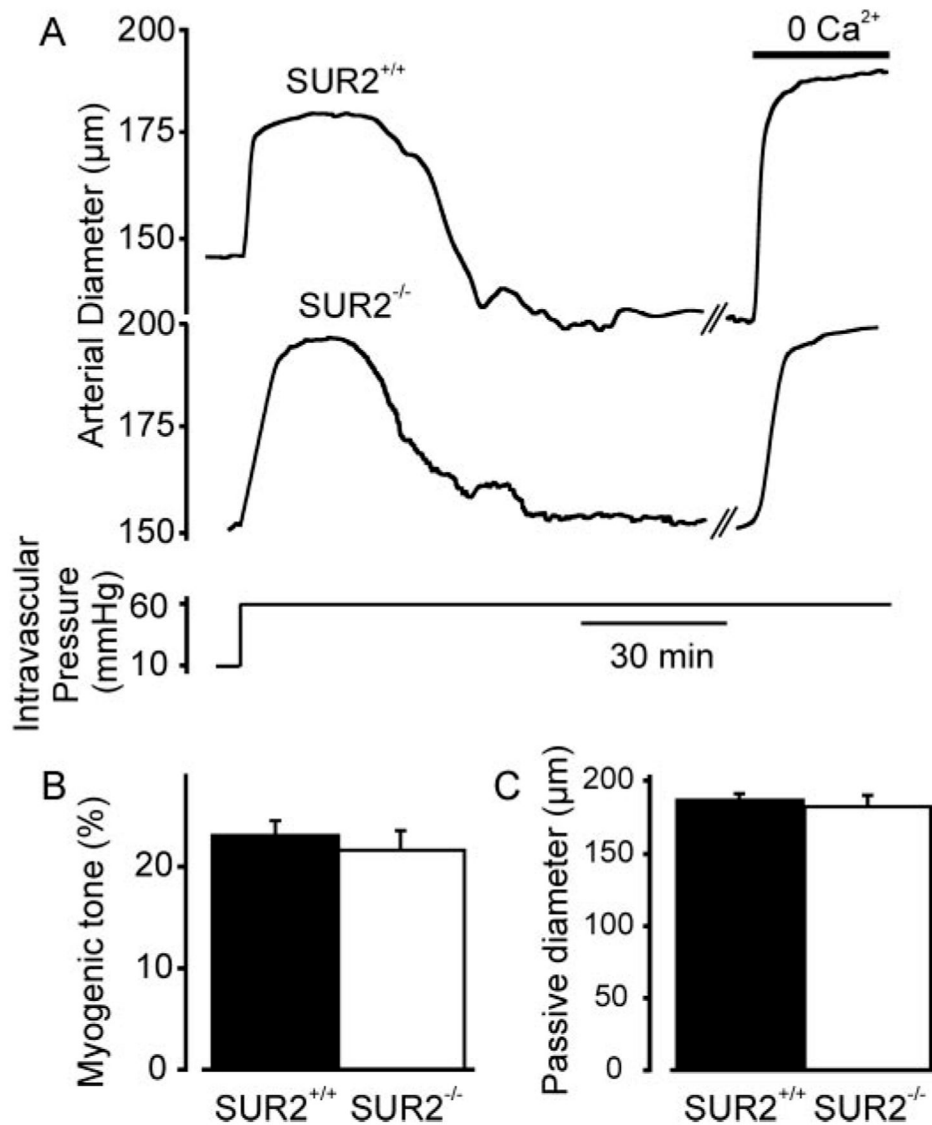 A
200
0 Ca²⁺
SUR2⁺/⁺
175
150
Arterial Diameter (µm)
SUR2⁻/⁻
200
175
150
Intravascular
Pressure
(mmHg)
60
10
30 min
B
Myogenic tone (%)
20
10
0
SUR2⁺/⁺ SUR2⁻/⁻
C
Passive diameter (µm)
200
150
100
50
0
SUR2⁺/⁺ SUR2⁻/⁻